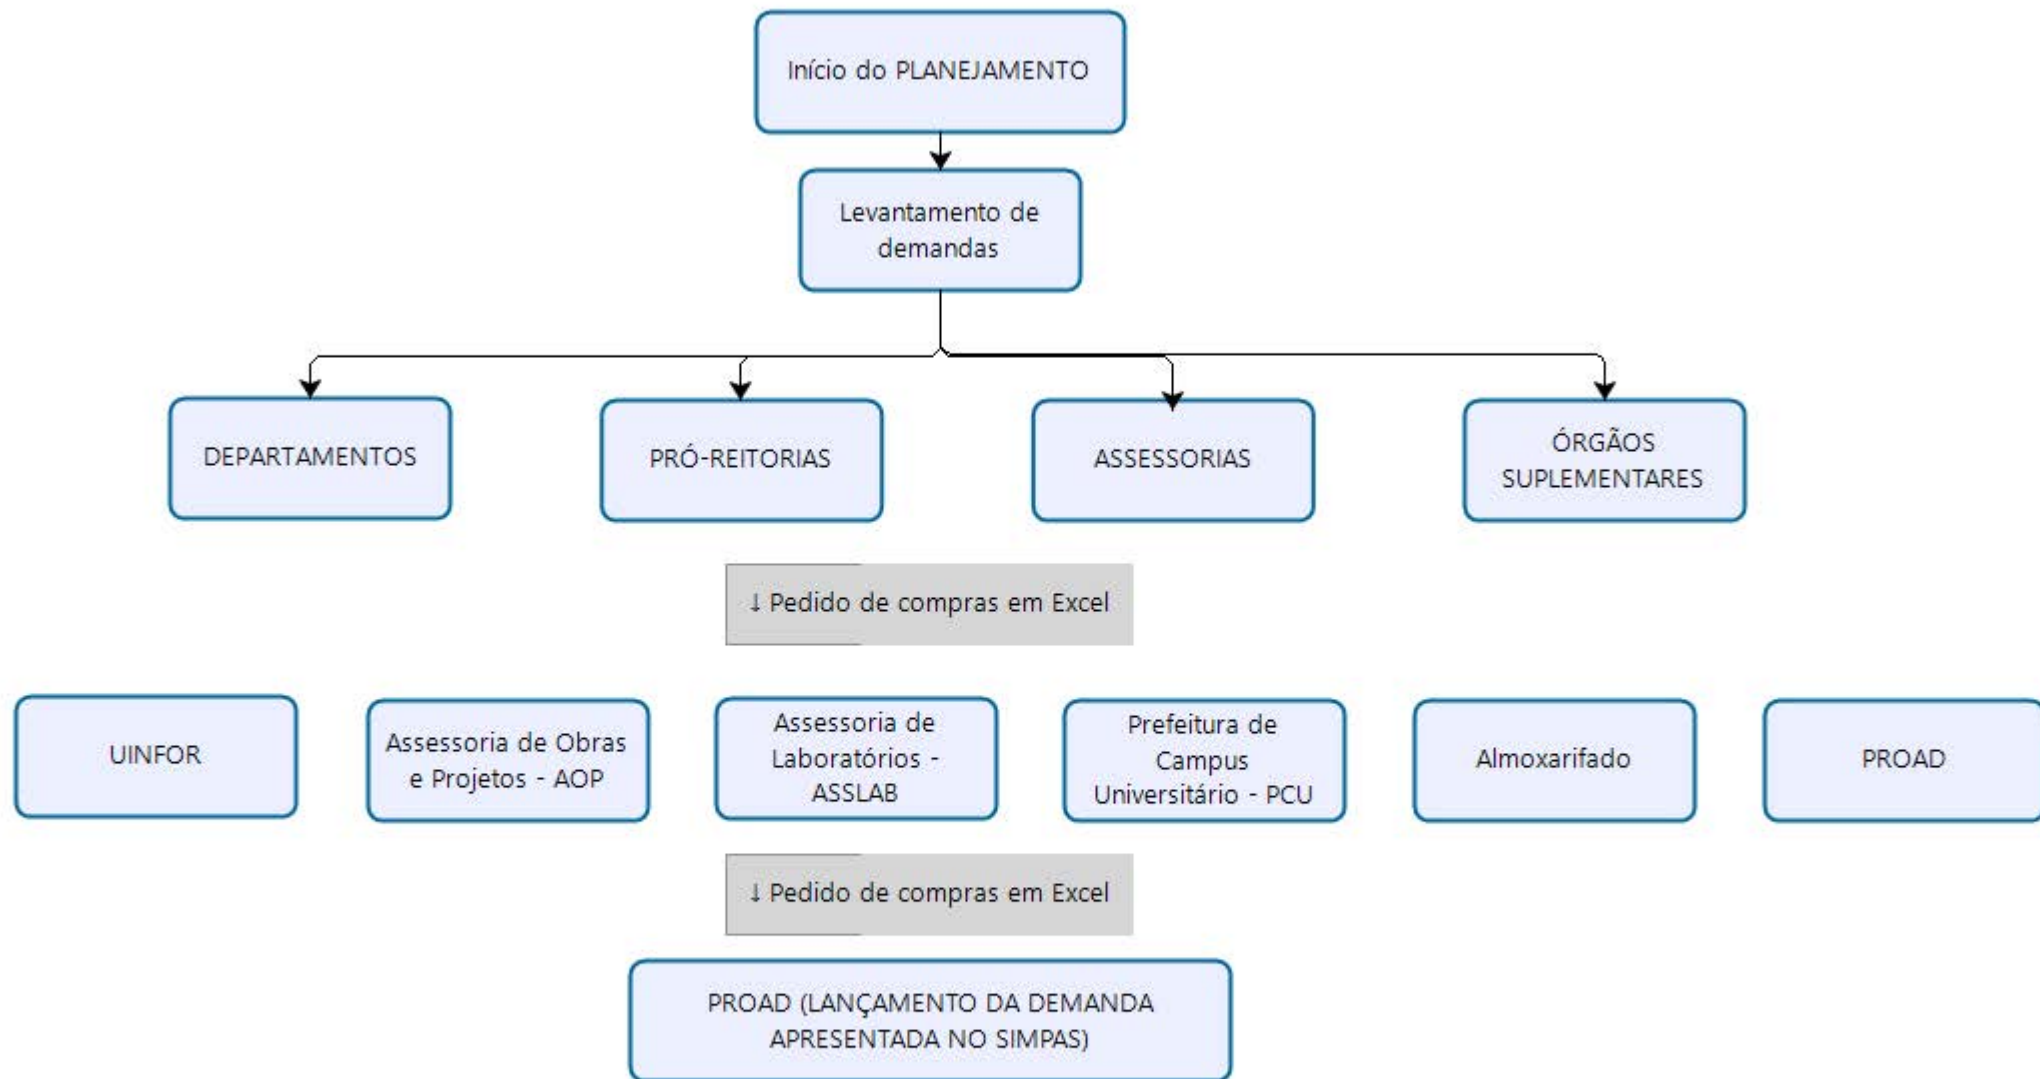 Início do PLANEJAMENTO
Levantamento de
demandas
DEPARTAMENTOS
PRÓ-REITORIAS
ASSESSORIAS
ÓRGÃOS
SUPLEMENTARES
↓ Pedido de compras em Excel
UINFOR
Assessoria de Obras
e Projetos - AOP
Assessoria de
Laboratórios -
ASSLAB
Prefeitura de
Campus
Universitário - PCU
Almoxarifado
PROAD
↓ Pedido de compras em Excel
PROAD (LANÇAMENTO DA DEMANDA
APRESENTADA NO SIMPAS)